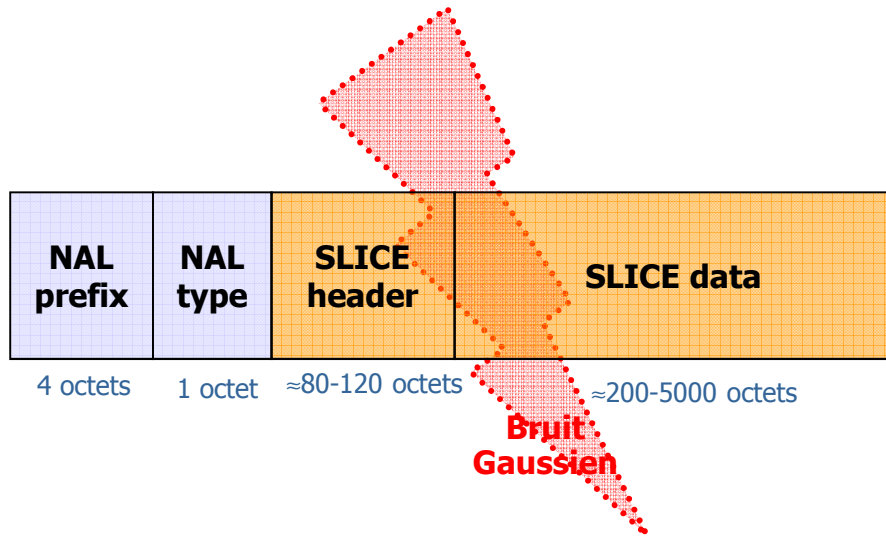 NAL
prefix
NAL
type
SLICE
header
SLICE data
4 octets
1 octet
≈80-120 octets
≈200-5000 octets
Bruit
Gaussien